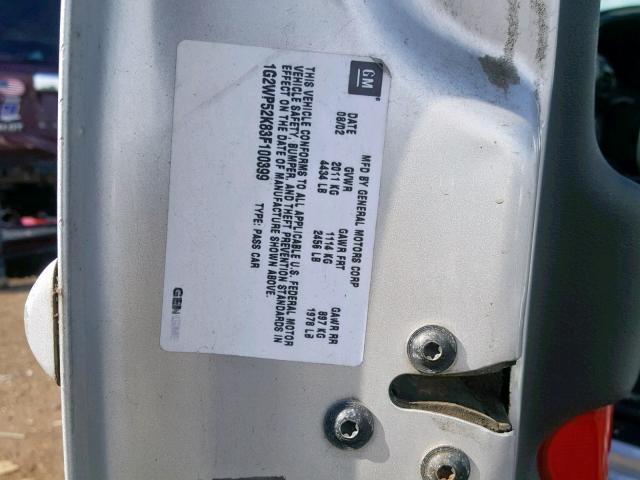 GM
MFD BY GENERAL MOTORS CORP
DATE GVWR GAWR FRT GAWR RR
09/02 2011 KG 1114 KG 897 KG
4434 LB 2456 LB 1978 LB
THIS VEHICLE CONFORMS TO ALL APPLICABLE U.S. FEDERAL MOTOR
VEHICLE SAFETY, BUMPER, AND THEFT PREVENTION STANDARDS IN
EFFECT ON THE DATE OF MANUFACTURE SHOWN ABOVE.
1G2WP52K83F100399 TYPE: PASS CAR